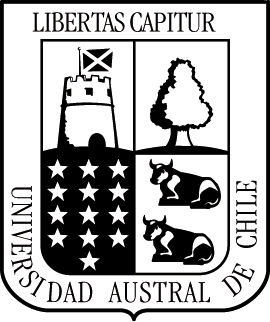 LIBERTAS CAPITUR
UNIVERSIDAD AUSTRAL DE CHILE